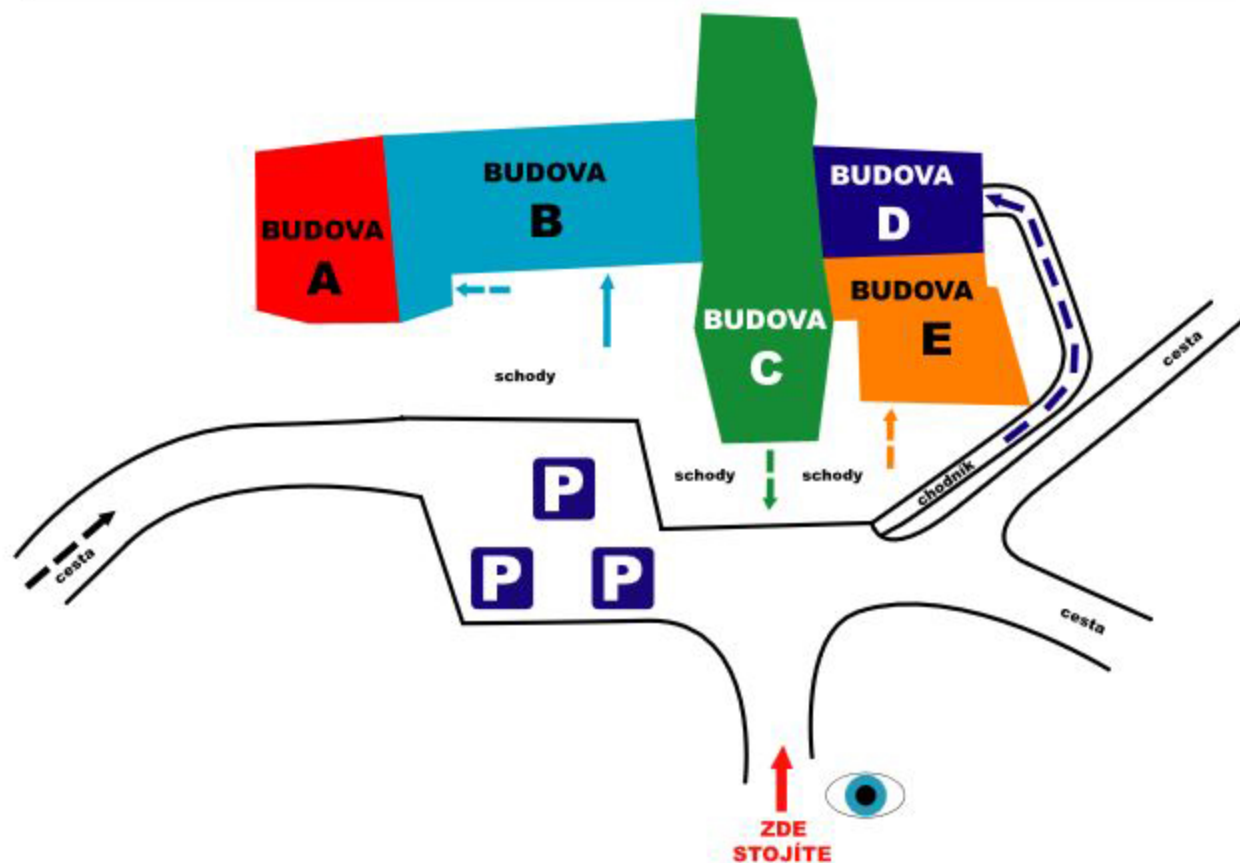 BUDOVA
A
BUDOVA
B
BUDOVA
C
BUDOVA
D
BUDOVA
E
schody
schody
schody
chodník
cesta
cesta
cesta
P
P
P
ZDE
STOJÍTE